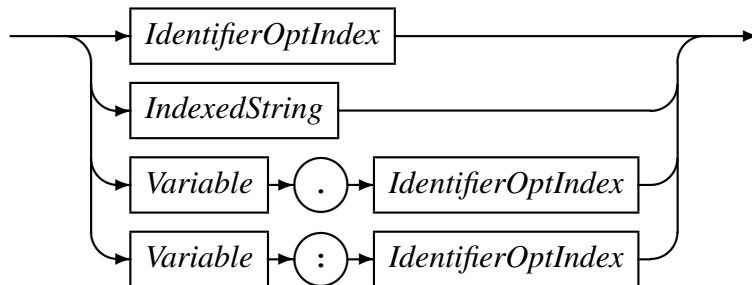 IdentifierOptIndex
IndexedString
Variable . IdentifierOptIndex
Variable : IdentifierOptIndex